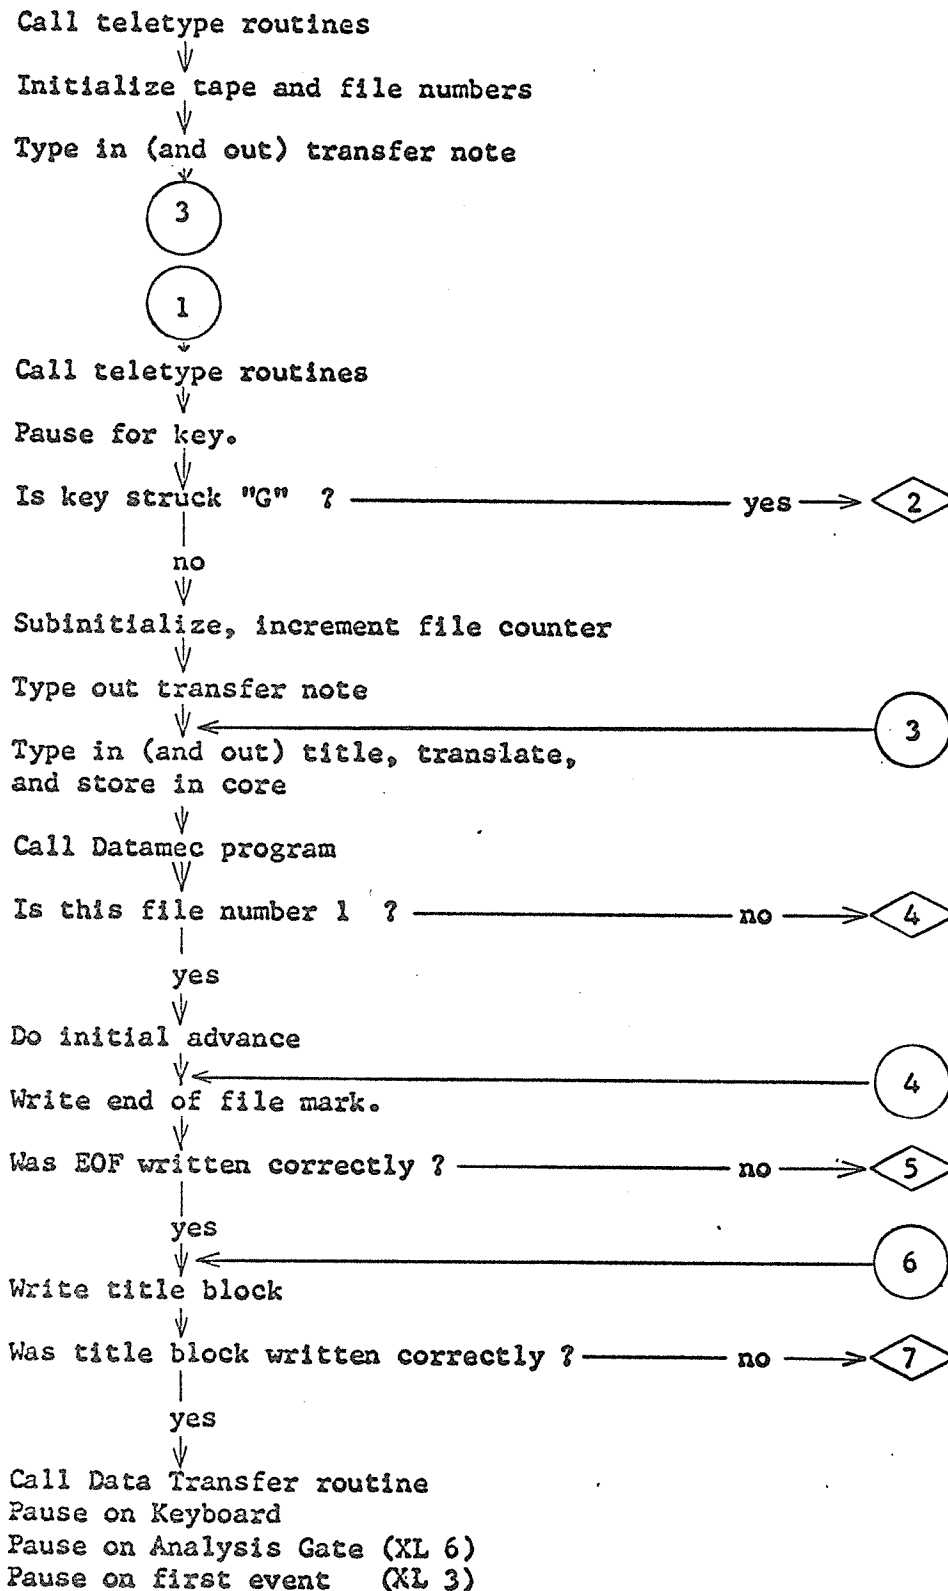 Call teletype routines
Initialize tape and file numbers
Type in (and out) transfer note
3
1
Call teletype routines
Pause for key.
Is key struck "G" ? yes 2
no
Subinitialize, increment file counter
Type out transfer note
3
Type in (and out) title, translate,
and store in core
Call Datamec program
Is this file number 1 ? no 4
yes
Do initial advance
4
Write end of file mark.
Was EOF written correctly ? no 5
yes
6
Write title block
Was title block written correctly ? no 7
yes
Call Data Transfer routine
Pause on Keyboard
Pause on Analysis Gate (XL 6)
Pause on first event (XL 3)